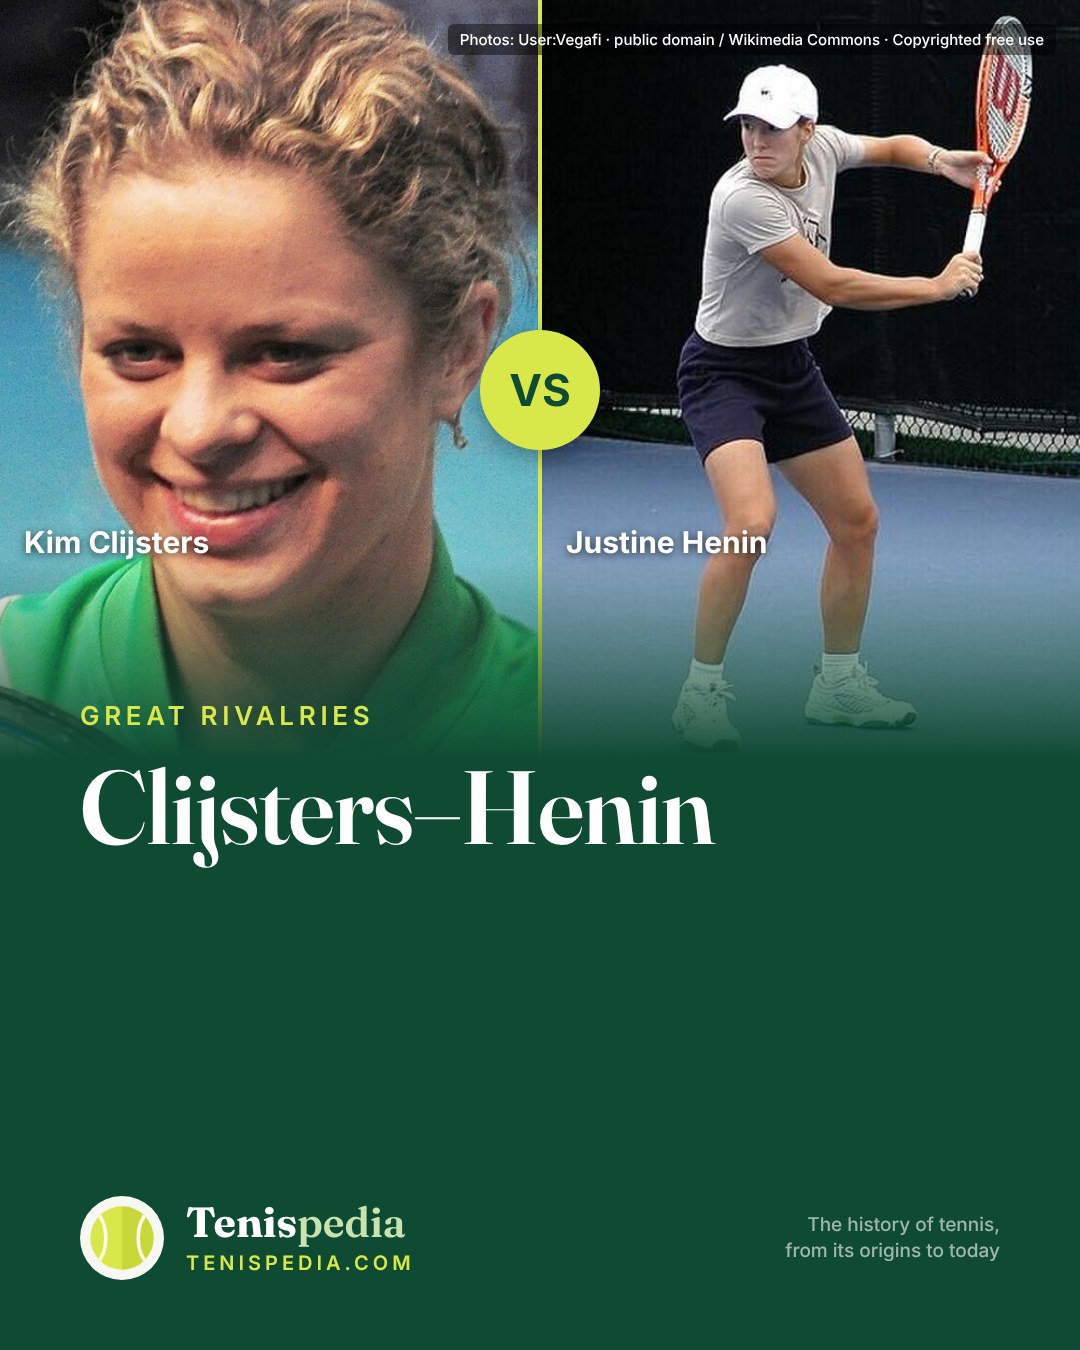 Photos: User:Vegafi · public domain / Wikimedia Commons · Copyrighted free use
VS
Kim Clijsters
Justine Henin
GREAT RIVALRIES
Clijsters–Henin
Tenispedia
TENISPEDIA.COM
The history of tennis,
from its origins to today